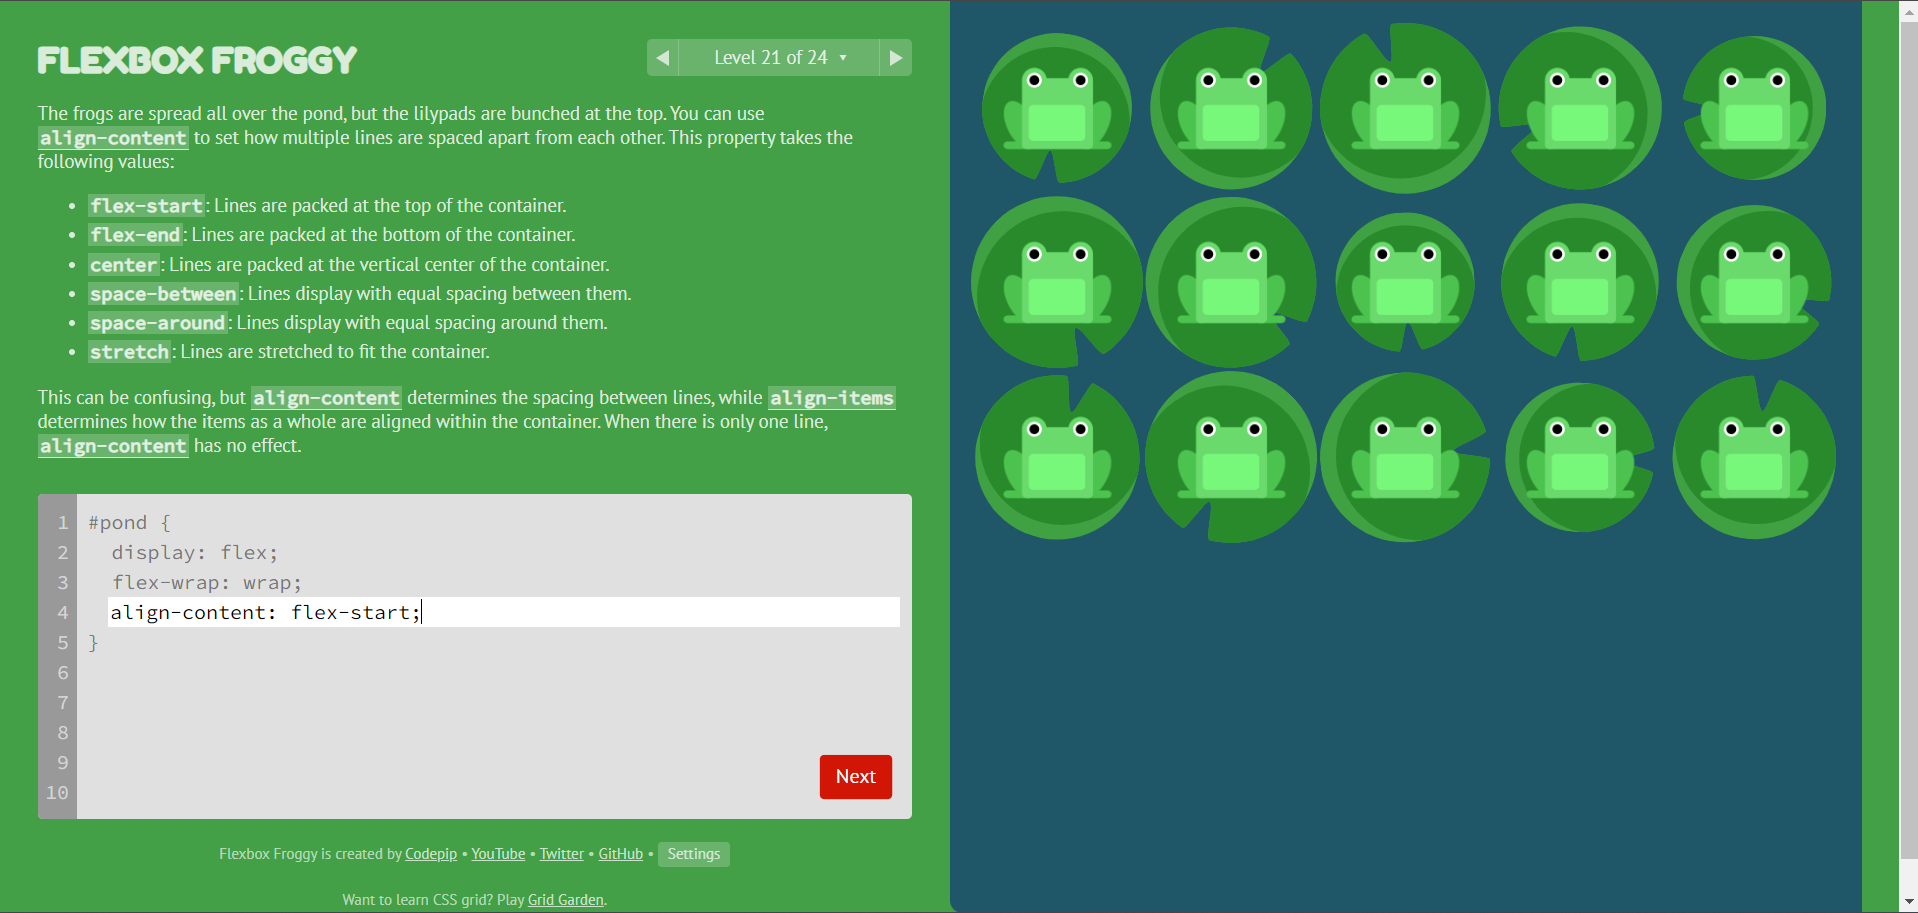 FLEXBOX FROGGY
◀ Level 21 of 24 ▾ ▶
The frogs are spread all over the pond, but the lilypads are bunched at the top. You can use
align-content to set how multiple lines are spaced apart from each other. This property takes the
following values:
• flex-start: Lines are packed at the top of the container.
• flex-end: Lines are packed at the bottom of the container.
• center: Lines are packed at the vertical center of the container.
• space-between: Lines display with equal spacing between them.
• space-around: Lines display with equal spacing around them.
• stretch: Lines are stretched to fit the container.
This can be confusing, but align-content determines the spacing between lines, while align-items
determines how the items as a whole are aligned within the container. When there is only one line,
align-content has no effect.
1 #pond {
2 display: flex;
3 flex-wrap: wrap;
4 align-content: flex-start;
5 }
6
7
8
9
10
Next
Flexbox Froggy is created by Codepip • YouTube • Twitter • GitHub • Settings
Want to learn CSS grid? Play Grid Garden.